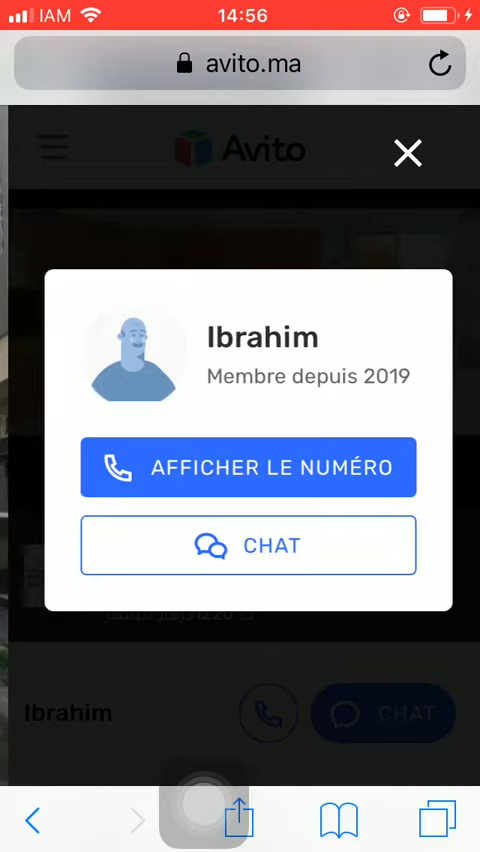 IAM 14:56
avito.ma
Avito
Ibrahim
Membre depuis 2019
AFFICHER LE NUMÉRO
CHAT
Ibrahim
CHAT